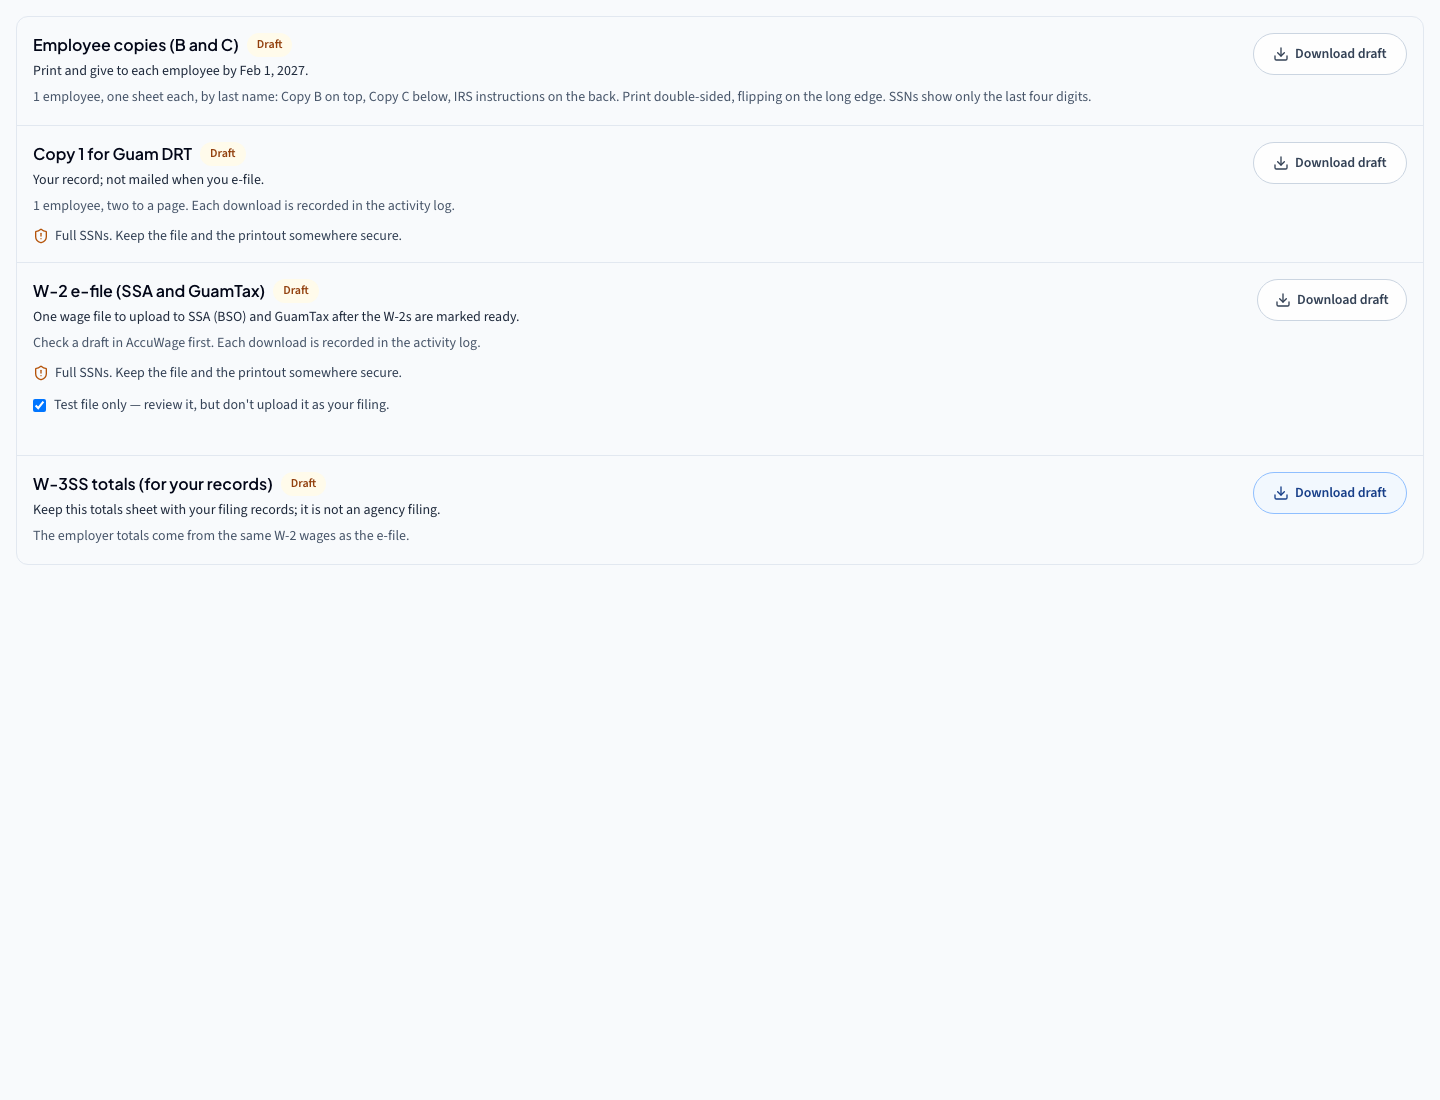 Employee copies (B and C) Draft
Download draft
Print and give to each employee by Feb 1, 2027.
1 employee, one sheet each, by last name: Copy B on top, Copy C below, IRS instructions on the back. Print double-sided, flipping on the long edge. SSNs show only the last four digits.
Copy 1 for Guam DRT Draft
Download draft
Your record; not mailed when you e-file.
1 employee, two to a page. Each download is recorded in the activity log.
Full SSNs. Keep the file and the printout somewhere secure.
W-2 e-file (SSA and GuamTax) Draft
Download draft
One wage file to upload to SSA (BSO) and GuamTax after the W-2s are marked ready.
Check a draft in AccuWage first. Each download is recorded in the activity log.
Full SSNs. Keep the file and the printout somewhere secure.
Test file only — review it, but don't upload it as your filing.
W-3SS totals (for your records) Draft
Download draft
Keep this totals sheet with your filing records; it is not an agency filing.
The employer totals come from the same W-2 wages as the e-file.